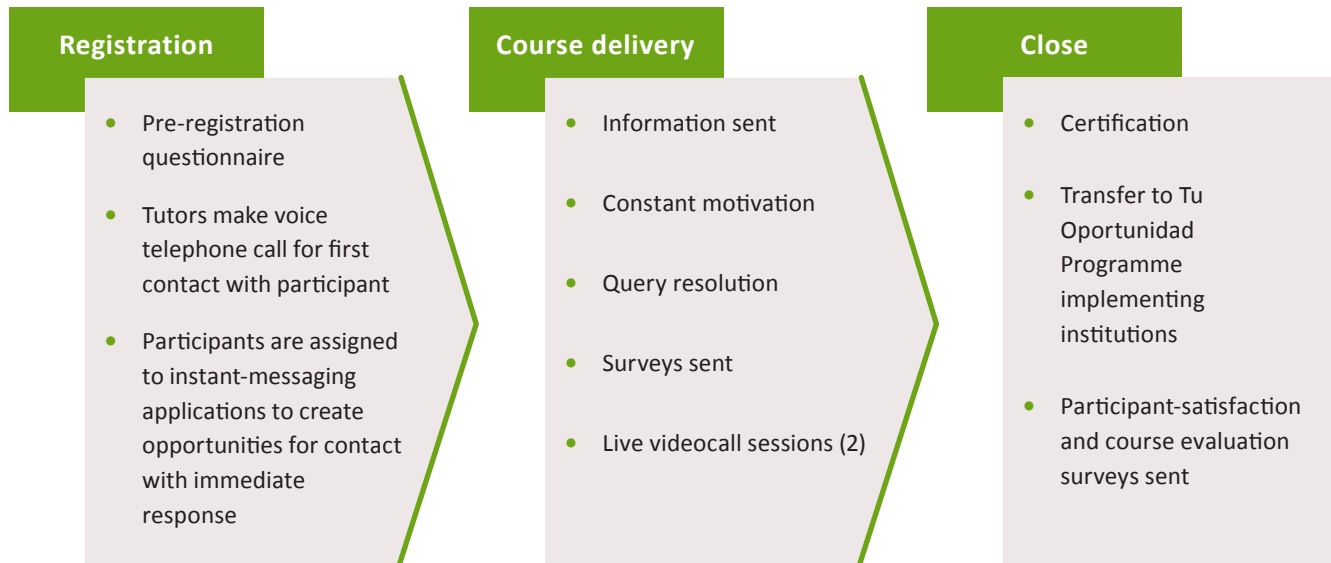 Registration
Pre-registration
questionnaire
Tutors make voice
telephone call for first
contact with participant
Participants are assigned
to instant-messaging
applications to create
opportunities for contact
with immediate
response
Course delivery
Information sent
Constant motivation
Query resolution
Surveys sent
Live videocall sessions (2)
Close
Certification
Transfer to Tu
Oportunidad
Programme
implementing
institutions
Participant-satisfaction
and course evaluation
surveys sent